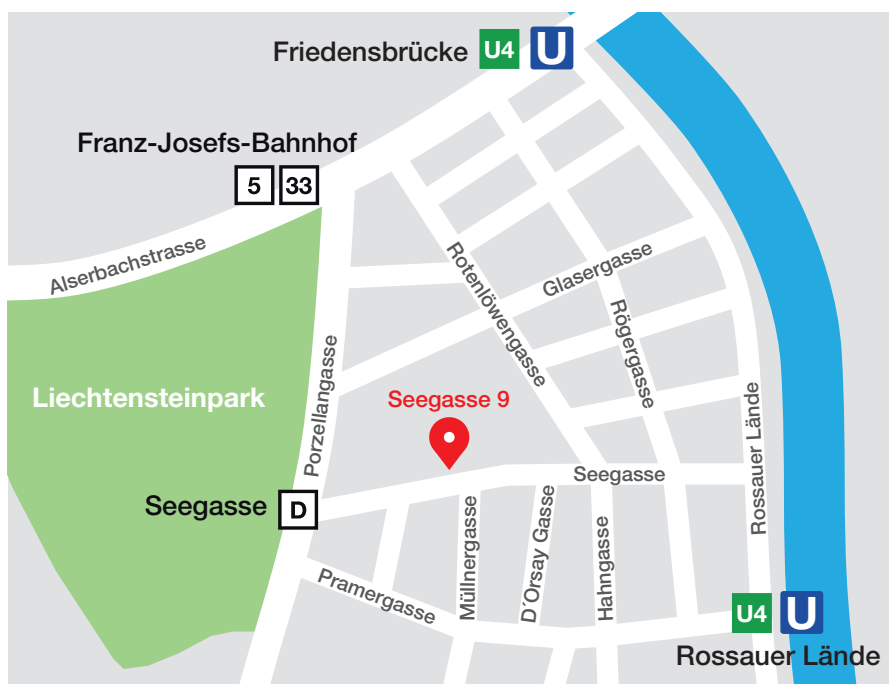 Friedensbrücke U4 U
Franz-Josefs-Bahnhof
5 33
Alserbachstrasse
Rotenlöwengasse
Glasergasse
Rögergasse
Porzellangasse
Liechtensteinpark
Seegasse 9
Rossauer Lände
Seegasse
Seegasse D
Müllnergasse
D´Orsay Gasse
Hahngasse
Pramergasse
U4 U
Rossauer Lände